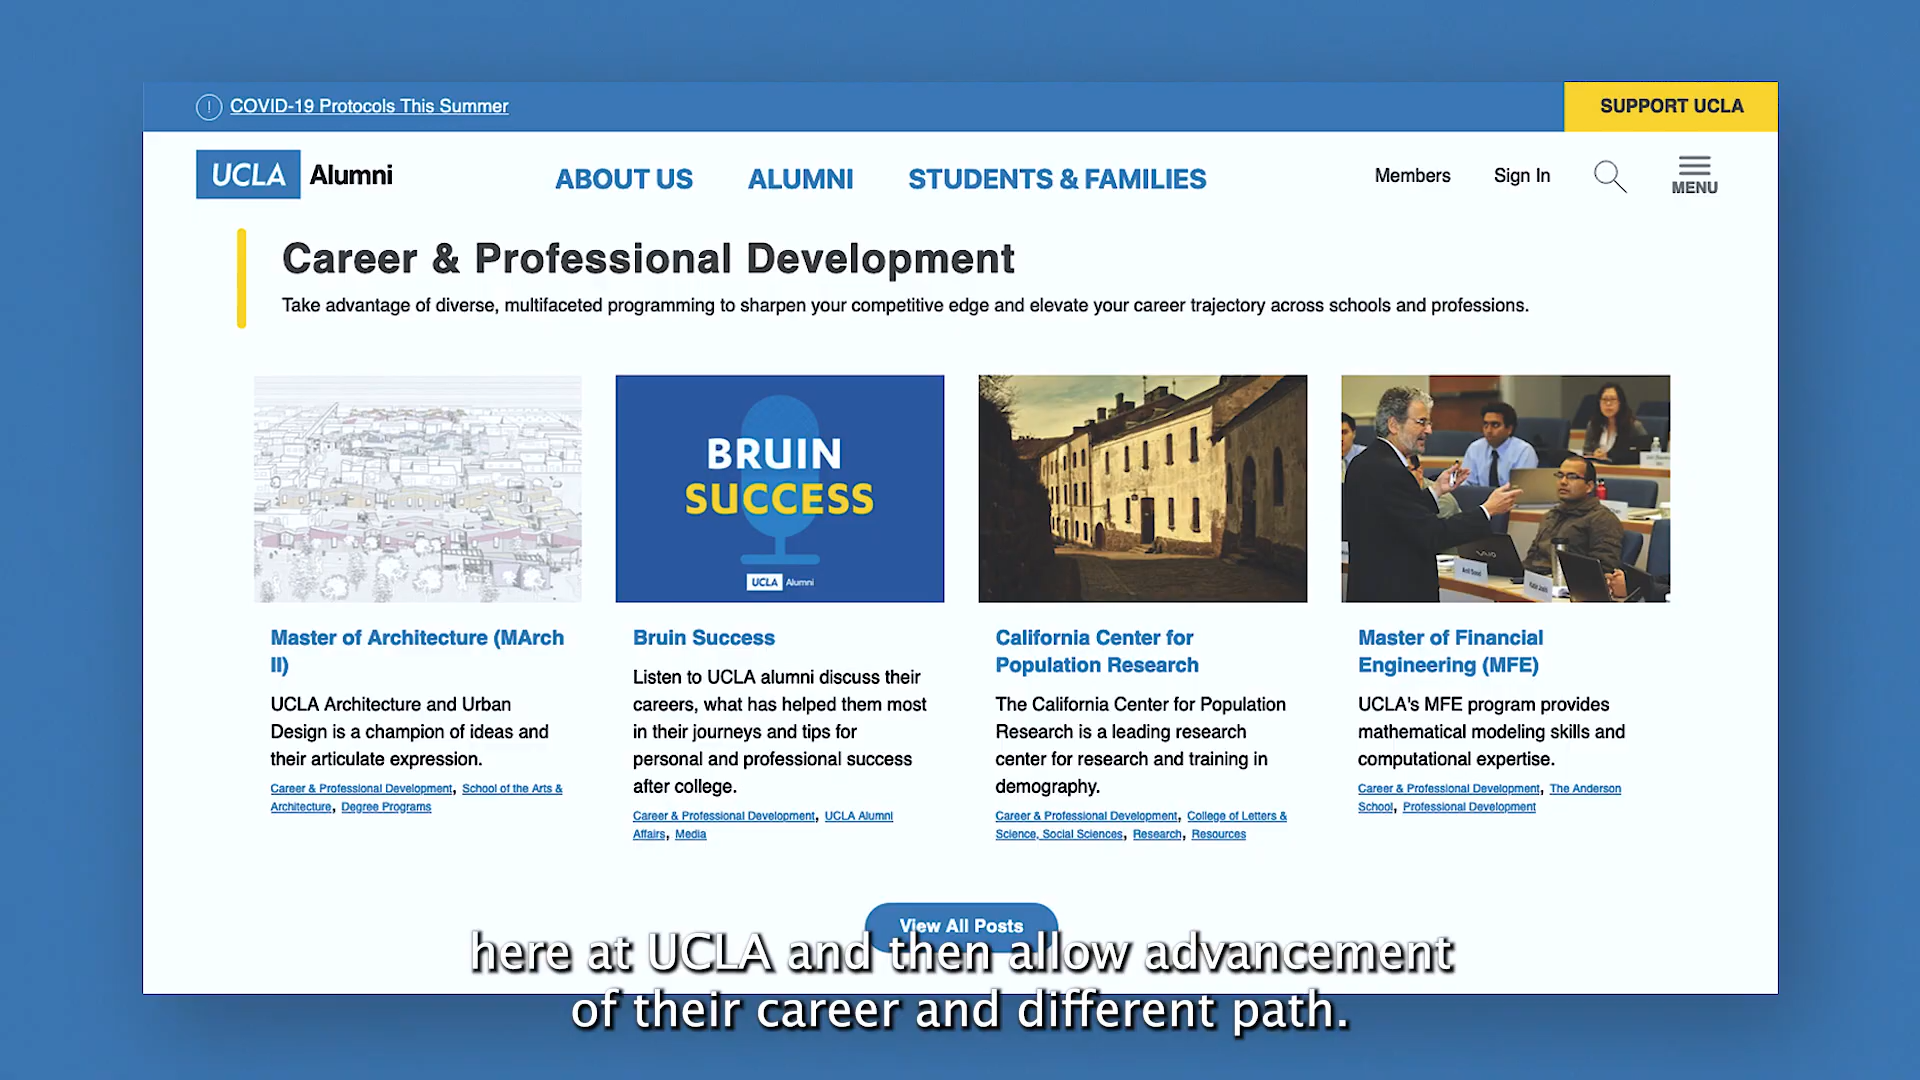 COVID-19 Protocols This Summer
SUPPORT UCLA
UCLA Alumni
ABOUT US
ALUMNI
STUDENTS & FAMILIES
Members
Sign In
MENU
Career & Professional Development
Take advantage of diverse, multifaceted programming to sharpen your competitive edge and elevate your career trajectory across schools and professions.
BRUIN
SUCCESS
UCLA Alumni
Master of Architecture (MArch
II)
UCLA Architecture and Urban
Design is a champion of ideas and
their articulate expression.
Career & Professional Development, School of the Arts &
Architecture, Degree Programs
Bruin Success
Listen to UCLA alumni discuss their
careers, what has helped them most
in their journeys and tips for
personal and professional success
after college.
Career & Professional Development, UCLA Alumni
Affairs, Media
California Center for
Population Research
The California Center for Population
Research is a leading research
center for research and training in
demography.
Career & Professional Development, College of Letters &
Science, Social Sciences, Research, Resources
VAIO
Master of Financial
Engineering (MFE)
UCLA's MFE program provides
mathematical modeling skills and
computational expertise.
Career & Professional Development, The Anderson
School, Professional Development
View All Posts
here at UCLA and then allow advancement
of their career and different path.